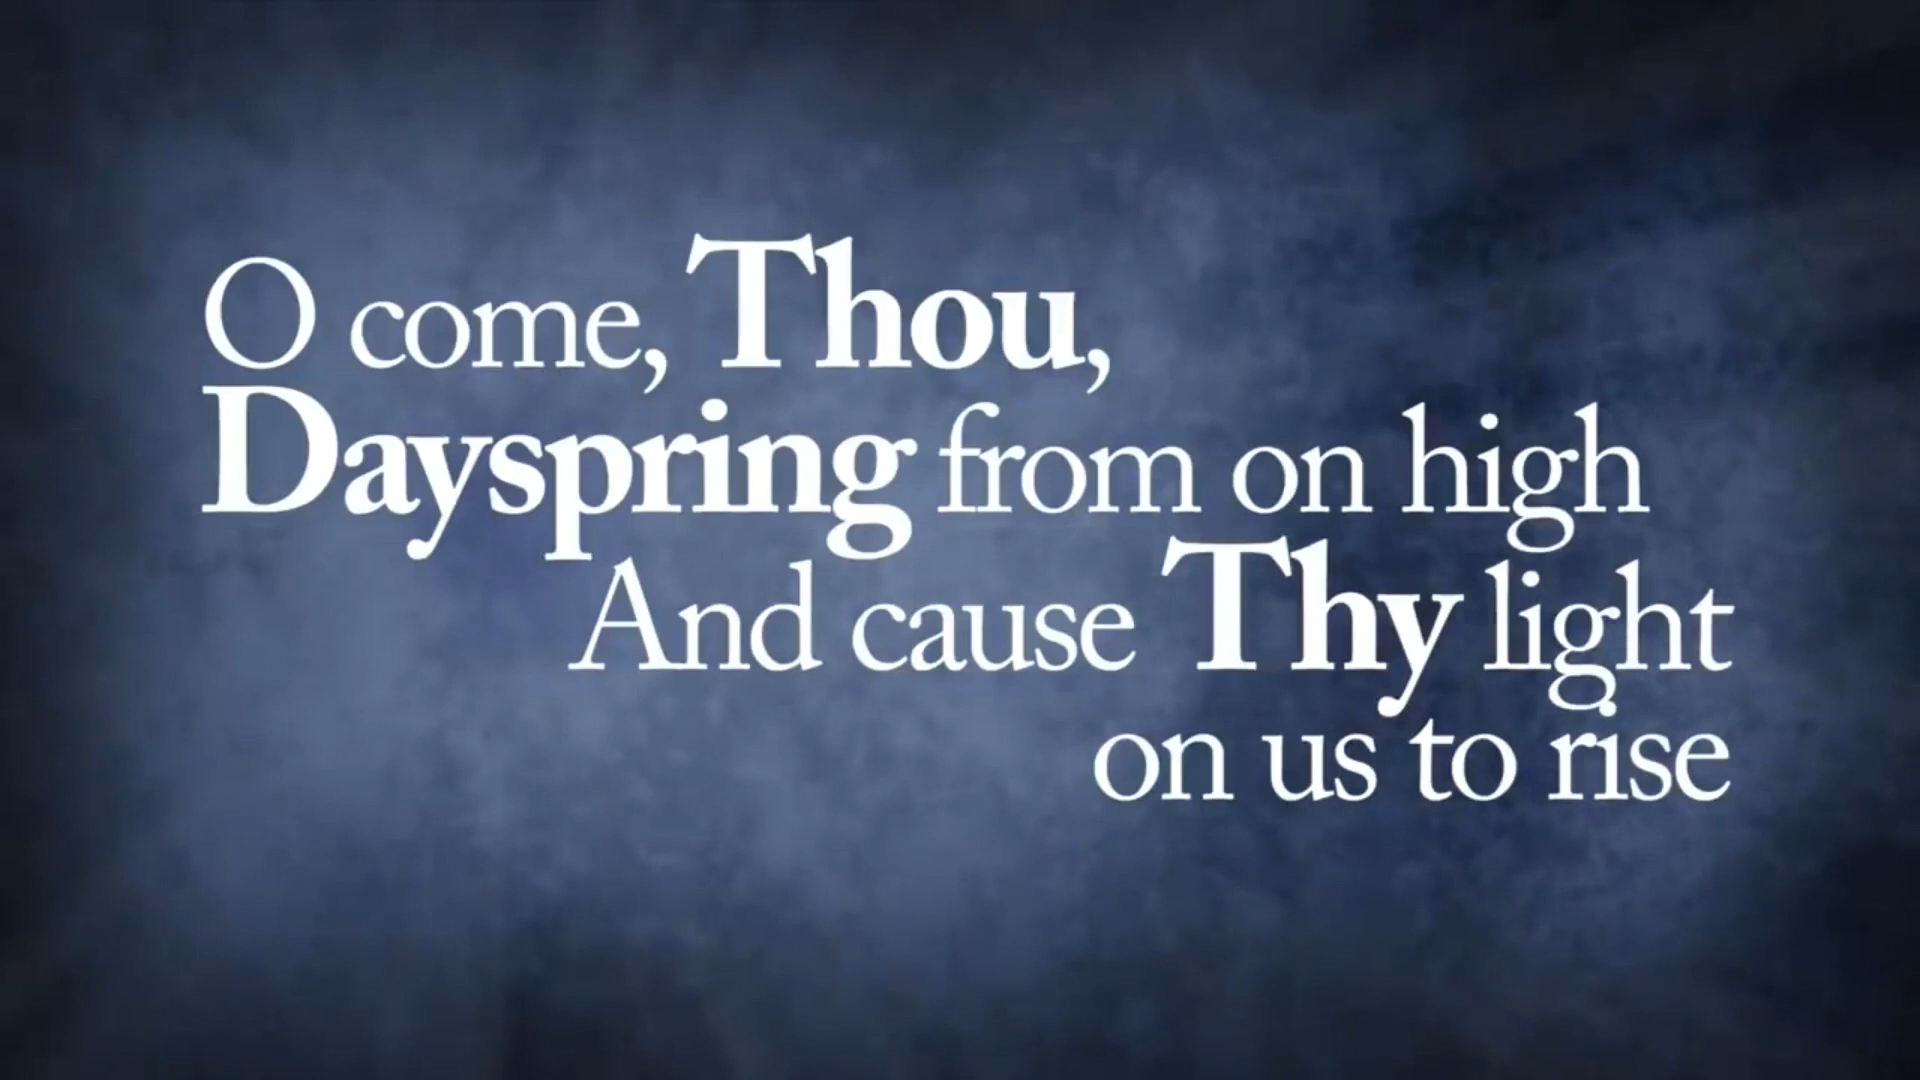 O come, Thou,
Dayspring from on high
And cause Thy light
on us to rise